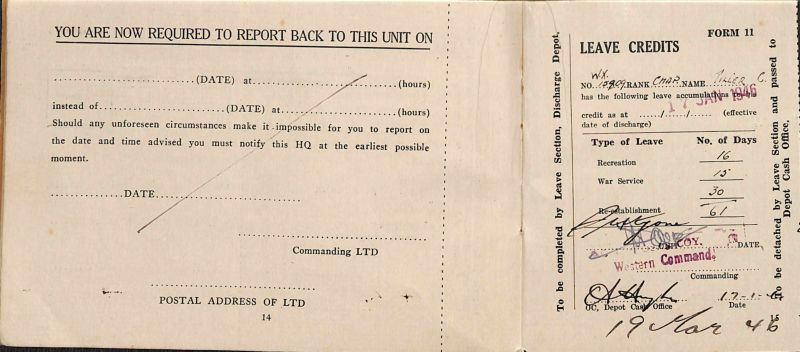 YOU ARE NOW REQUIRED TO REPORT BACK TO THIS UNIT ON
(DATE) at (hours)
instead of (DATE) at (hours)
Should any unforeseen circumstances make it impossible for you to report on
the date and time advised you must notify this HQ at the earliest possible
moment.
DATE
Commanding LTD
POSTAL ADDRESS OF LTD
14
To be completed by Leave Section, Discharge Depot,
FORM 11
LEAVE CREDITS
WX
NO. RANK CHAP NAME C.
has the following leave accumulations
17 JAN 1946
credit as at / / (effective
date of discharge)
Type of Leave No. of Days
Recreation 16
War Service 15
30
Re-establishment 61
COY.
DATE
Western Command.
Commanding
17-1-
OC, Depot Cash Office Date
19 Mar 46
15
To be detached by Leave Section and passed to
Depot Cash Office,